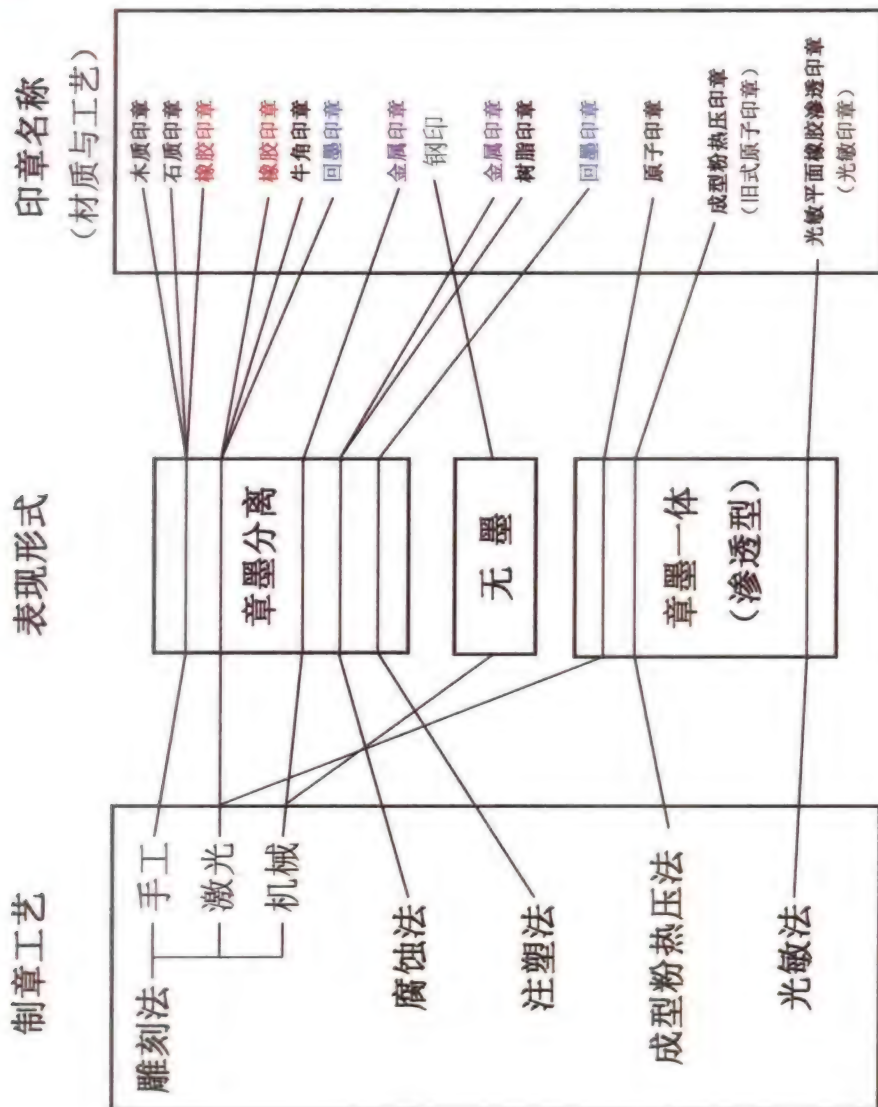 制章工艺
雕刻法
手工
激光
机械
腐蚀法
注塑法
成型粉热压法
光敏法
表现形式
章墨分离
无墨
章墨一体
(渗透型)
印章名称
(材质与工艺)
木质印章
石质印章
橡胶印章
橡胶印章
牛角印章
回墨印章
金属印章
钢印
金属印章
树脂印章
回墨印章
原子印章
成型粉热压印章
(旧式原子印章)
光敏平面橡胶渗透印章
(光敏印章)